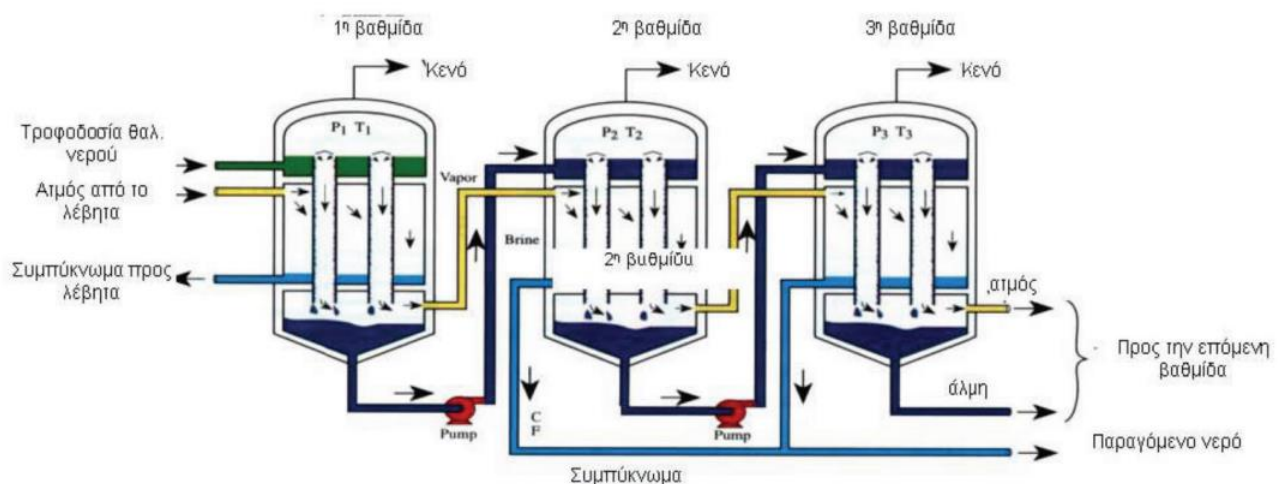 1η βαθμίδα
2η βαθμίδα
3η βαθμίδα
Κενό
Κενό
Κενό
Τροφοδοσία θαλ.
νερού
P1 T1
P2 T2
P3 T3
Ατμός από το
λέβητα
Vapor
Brine
2η βαθμίδα
Συμπύκνωμα προς
λέβητα
ατμός
Προς την επόμενη
βαθμίδα
άλμη
C
F
Pump
Pump
Παραγόμενο νερό
Συμπύκνωμα